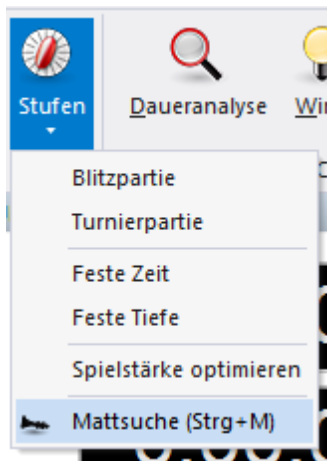 Stufen
Daueranalyse
Blitzpartie
Turnierpartie
Feste Zeit
Feste Tiefe
Spielstärke optimieren
Mattsuche (Strg+M)